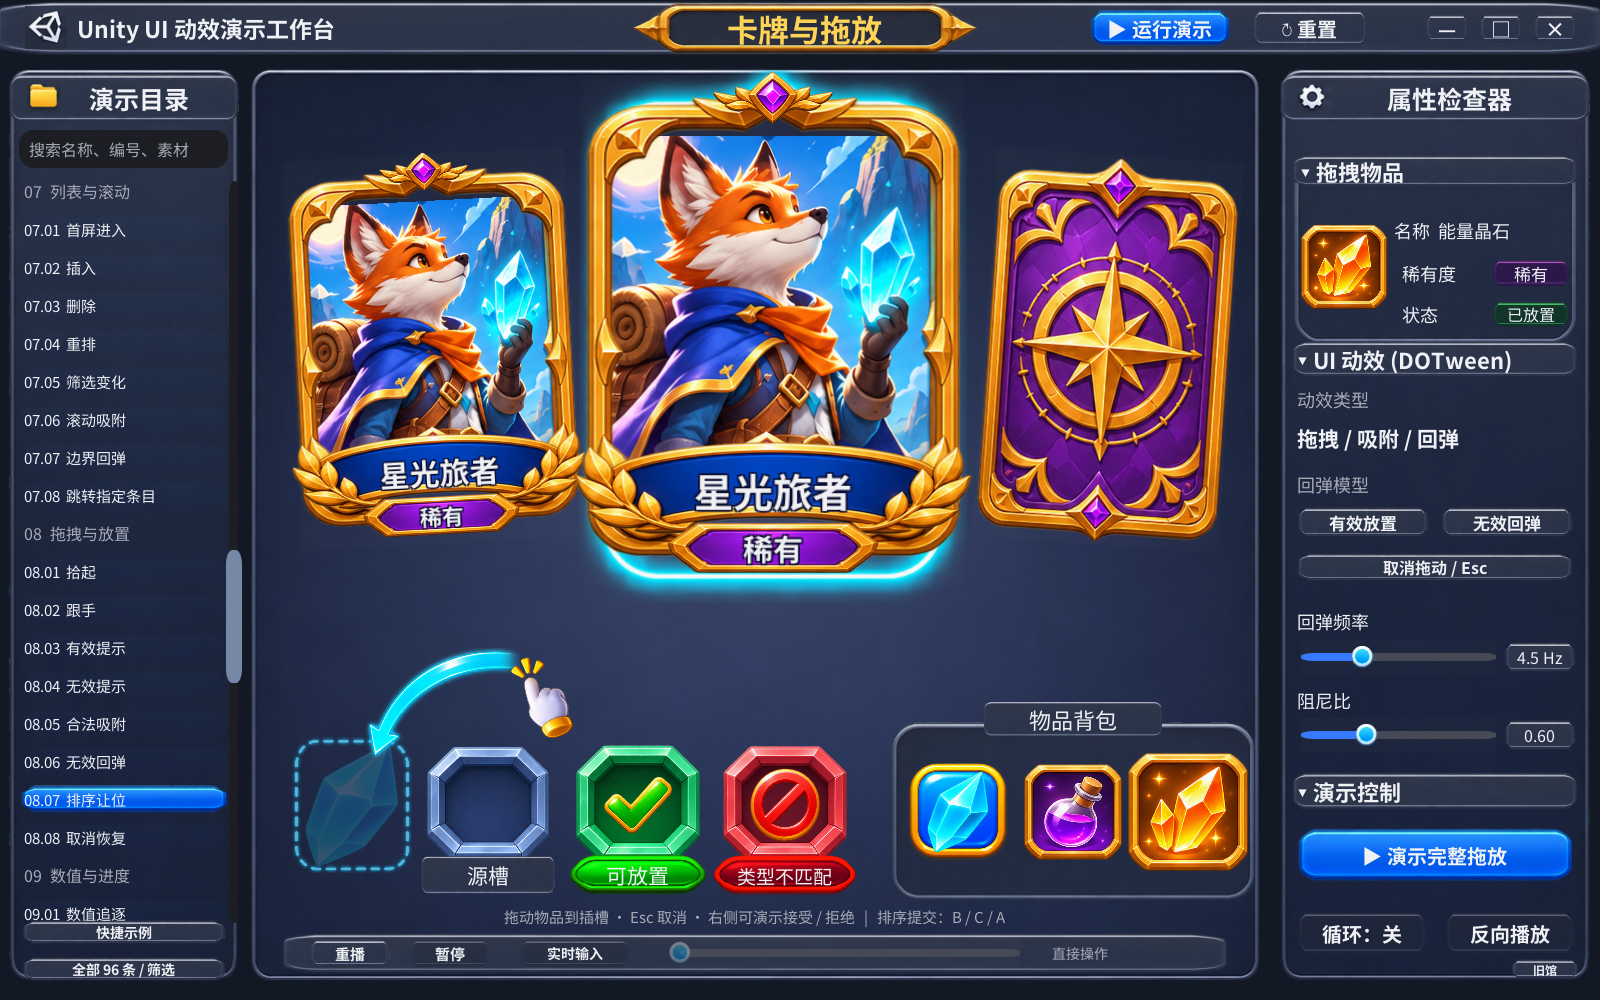 Unity UI 动效演示工作台
卡牌与拖放
▶ 运行演示
↻ 重置
演示目录
搜索名称、编号、素材
07 列表与滚动
07.01 首屏进入
07.02 插入
07.03 删除
07.04 重排
07.05 筛选变化
07.06 滚动吸附
07.07 边界回弹
07.08 跳转指定条目
08 拖拽与放置
08.01 拾起
08.02 跟手
08.03 有效提示
08.04 无效提示
08.05 合法吸附
08.06 无效回弹
08.07 排序让位
08.08 取消恢复
09 数值与进度
09.01 数值追逐
快捷示例
全部 96 条 / 筛选
星光旅者
稀有
星光旅者
稀有
源槽
可放置
类型不匹配
物品背包
拖动物品到插槽 · Esc 取消 · 右侧可演示接受 / 拒绝 | 排序提交：B / C / A
重播
暂停
实时输入
直接操作
属性检查器
▼ 拖拽物品
名称 能量晶石
稀有度 稀有
状态 已放置
▼ UI 动效 (DOTween)
动效类型
拖拽 / 吸附 / 回弹
回弹模型
有效放置
无效回弹
取消拖动 / Esc
回弹频率
4.5 Hz
阻尼比
0.60
▼ 演示控制
▶ 演示完整拖放
循环：关
反向播放
旧馆